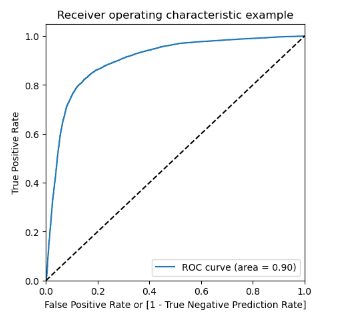 Receiver operating characteristic example
True Positive Rate
1.0
0.8
0.6
0.4
0.2
0.0
ROC curve (area = 0.90)
0.0 0.2 0.4 0.6 0.8 1.0
False Positive Rate or [1 - True Negative Prediction Rate]